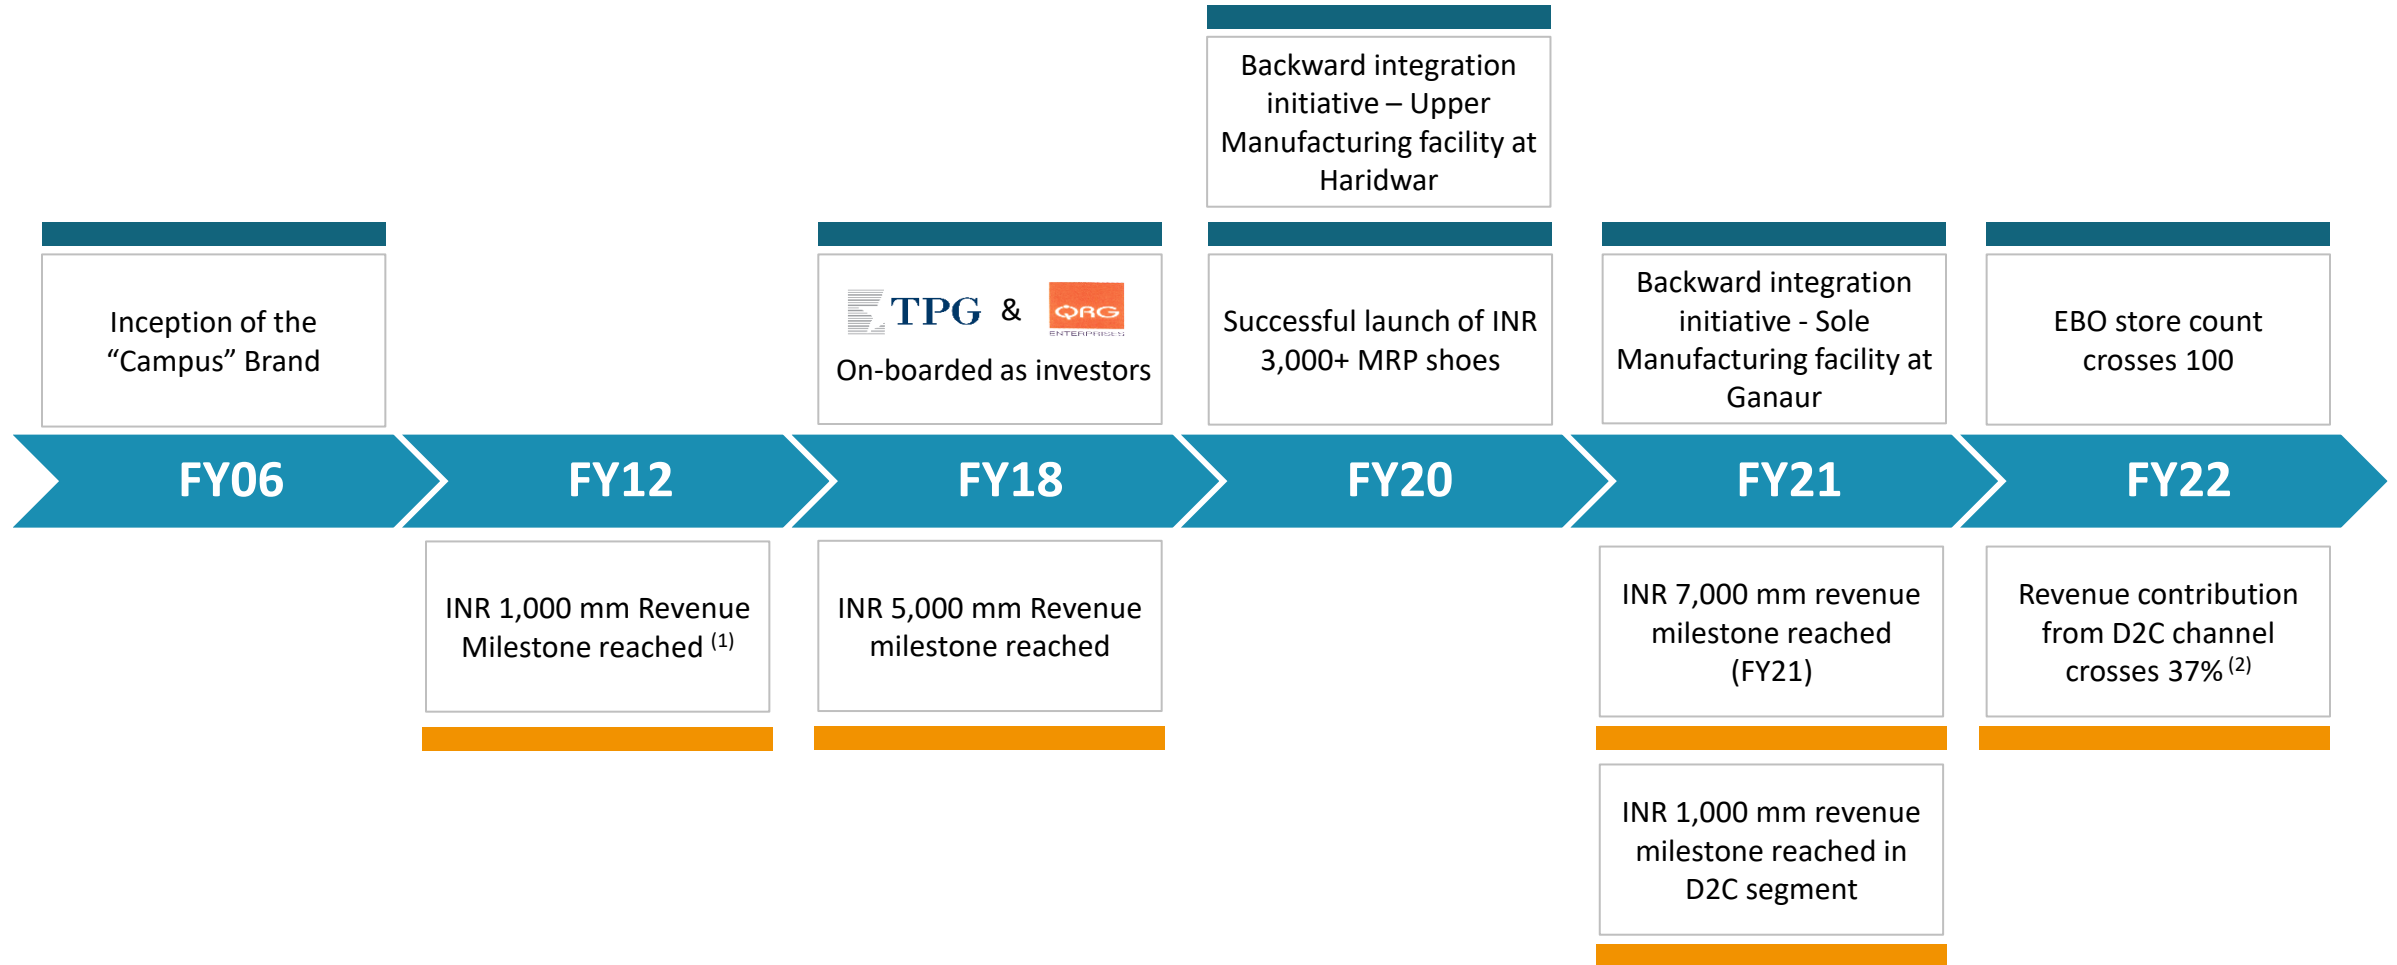 Backward integration
initiative – Upper
Manufacturing facility at
Haridwar
Inception of the
“Campus” Brand
TPG & QRG
ENTERPRISES
On-boarded as investors
Successful launch of INR
3,000+ MRP shoes
Backward integration
initiative - Sole
Manufacturing facility at
Ganaur
EBO store count
crosses 100
FY06
FY12
FY18
FY20
FY21
FY22
INR 1,000 mm Revenue
Milestone reached (1)
INR 5,000 mm Revenue
milestone reached
INR 7,000 mm revenue
milestone reached
(FY21)
Revenue contribution
from D2C channel
crosses 37% (2)
INR 1,000 mm revenue
milestone reached in
D2C segment